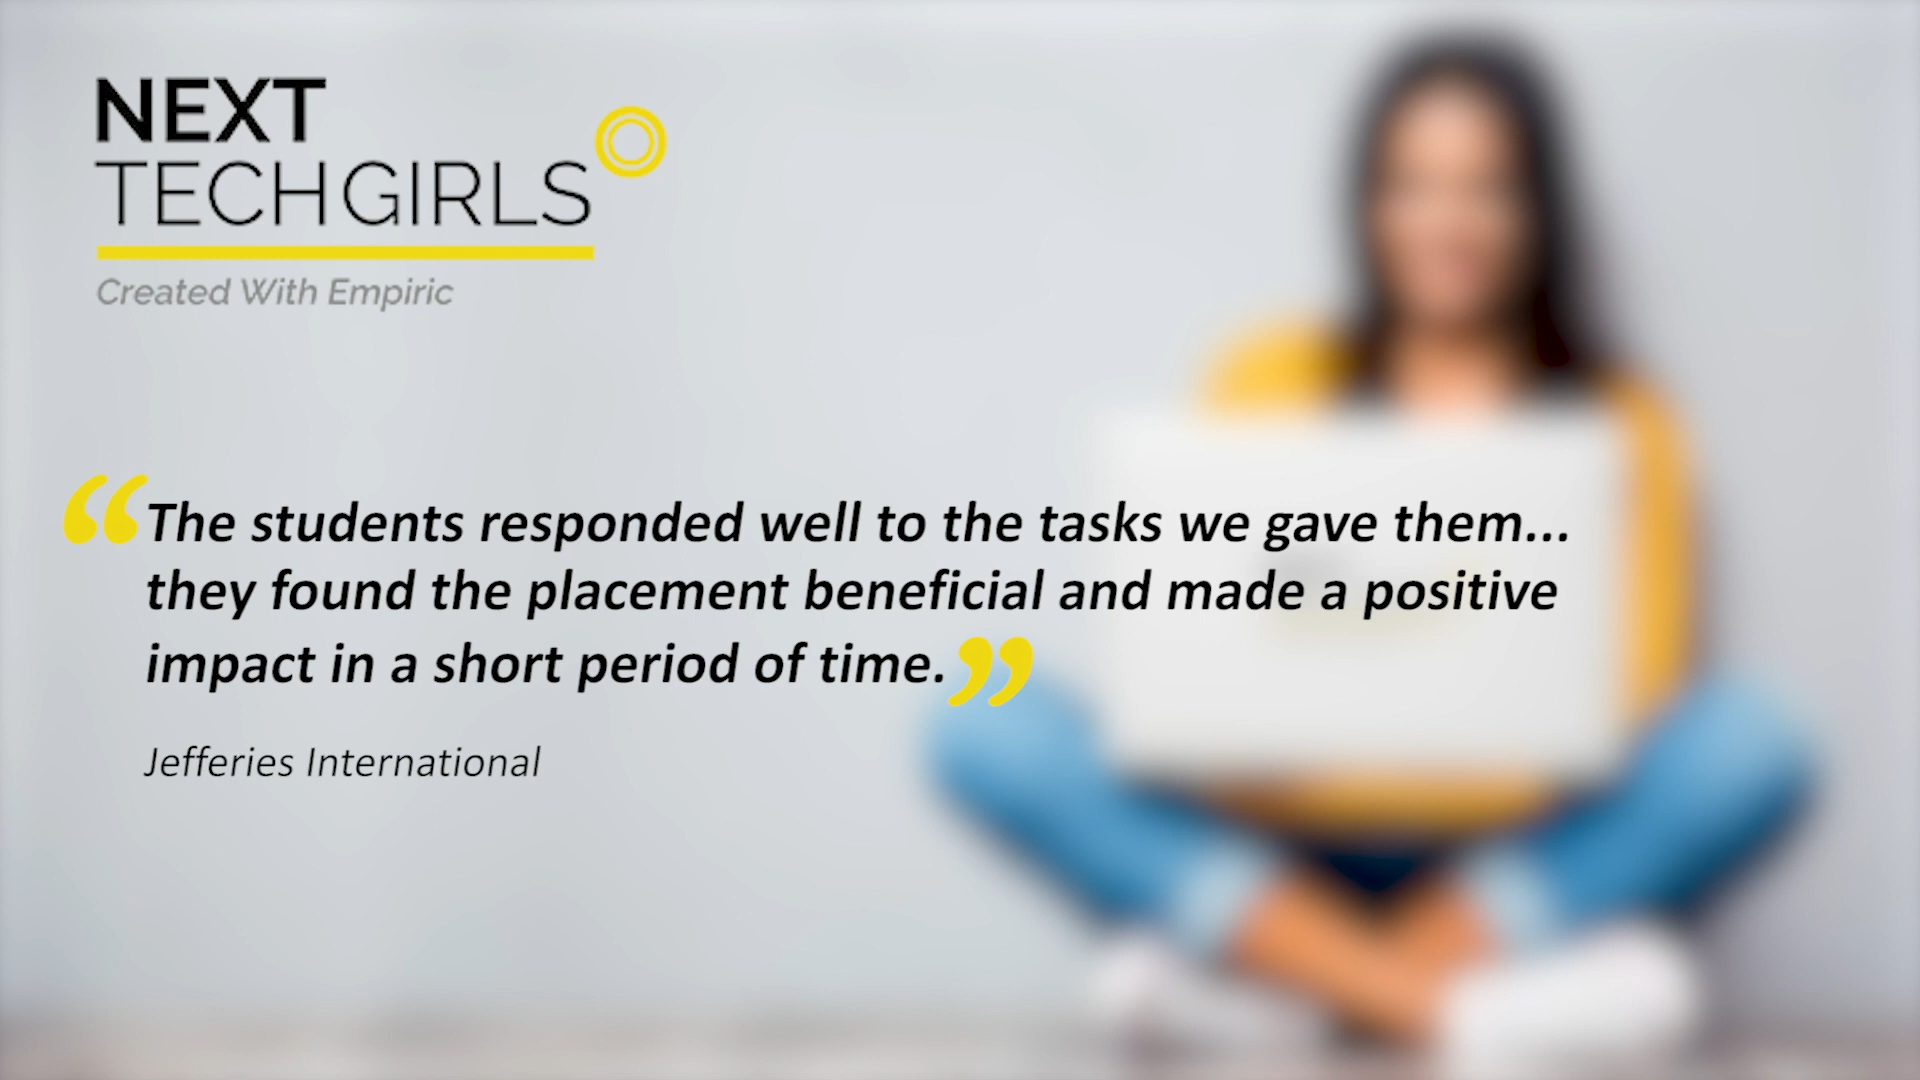 NEXT
TECHGIRLS
Created With Empiric
“The students responded well to the tasks we gave them...
they found the placement beneficial and made a positive
impact in a short period of time.”
Jefferies International